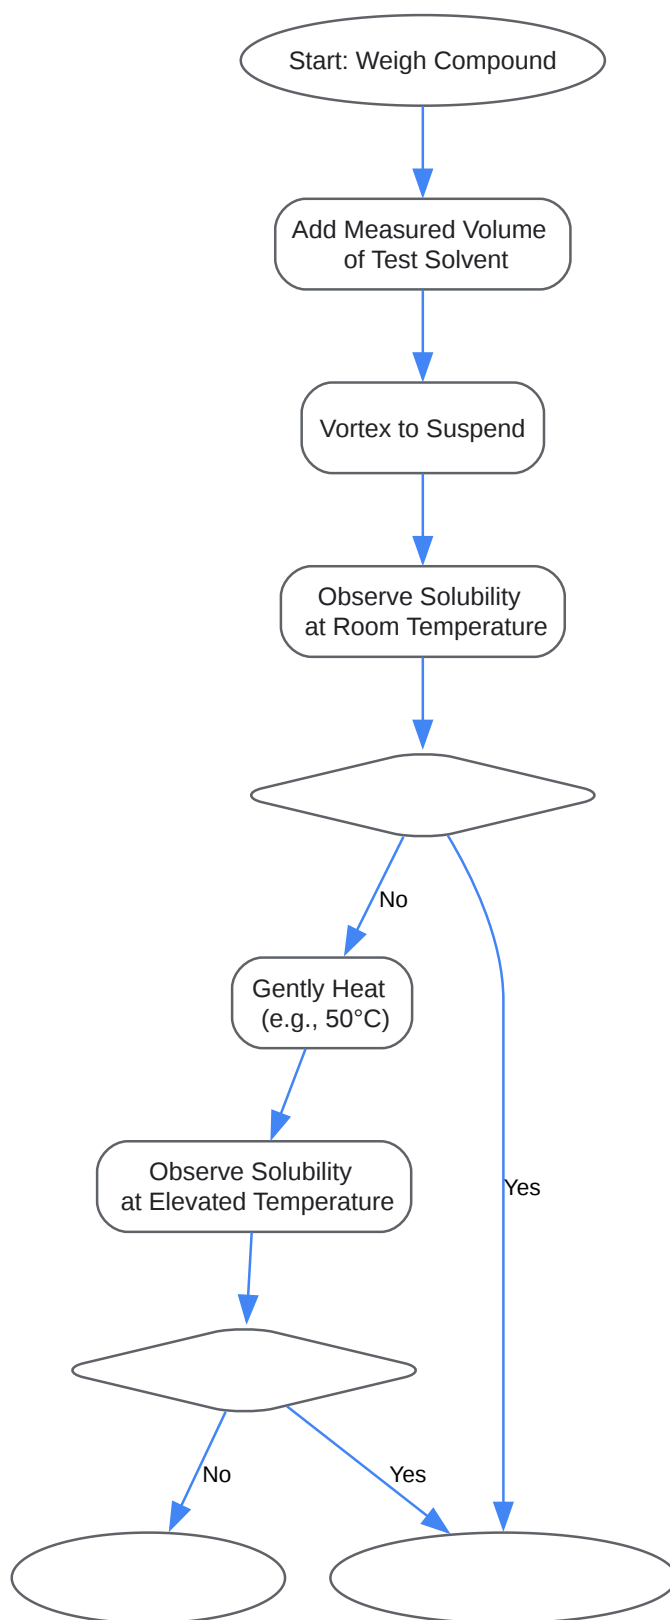 Start: Weigh Compound
Add Measured Volume
of Test Solvent
Vortex to Suspend
Observe Solubility
at Room Temperature
No
Gently Heat
(e.g., 50°C)
Observe Solubility
at Elevated Temperature
Yes
No
Yes